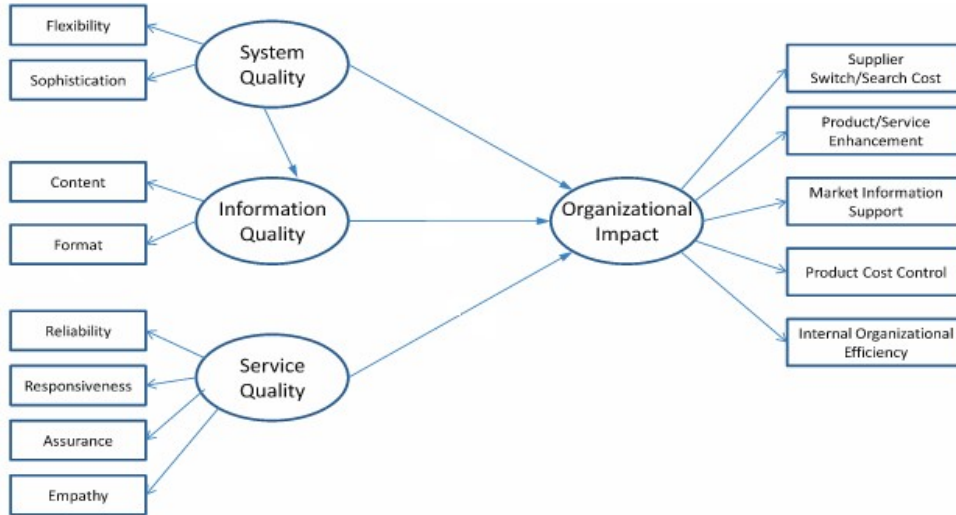 Flexibility
Sophistication
System
Quality
Content
Format
Information
Quality
Reliability
Responsiveness
Assurance
Empathy
Service
Quality
Organizational
Impact
Supplier
Switch/Search Cost
Product/Service
Enhancement
Market Information
Support
Product Cost Control
Internal Organizational
Efficiency